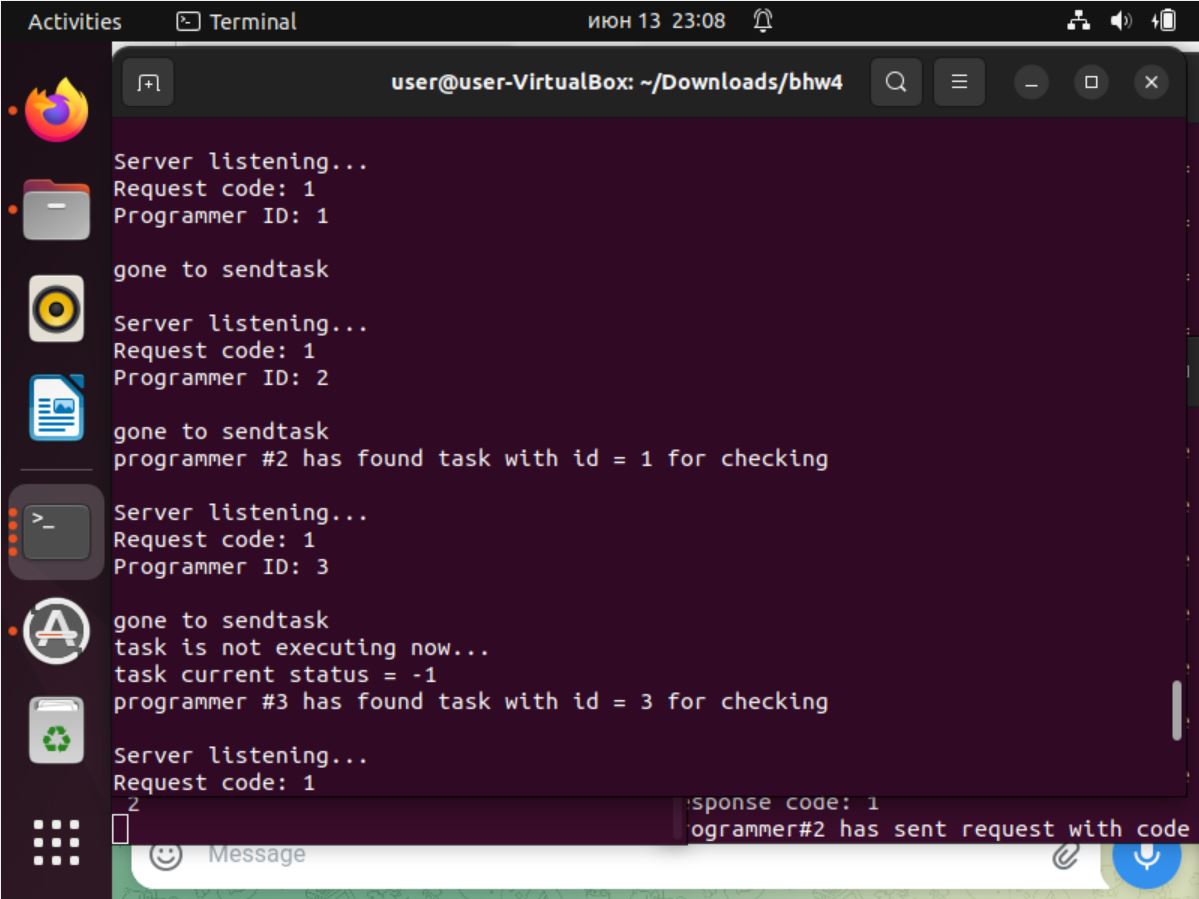 Activities
Terminal
июн 13 23:08
user@user-VirtualBox: ~/Downloads/bhw4
Server listening...
Request code: 1
Programmer ID: 1
gone to sendtask
Server listening...
Request code: 1
Programmer ID: 2
gone to sendtask
programmer #2 has found task with id = 1 for checking
Server listening...
Request code: 1
Programmer ID: 3
gone to sendtask
task is not executing now...
task current status = -1
programmer #3 has found task with id = 3 for checking
Server listening...
Request code: 1
2
esponse code: 1
ogrammer#2 has sent request with code
Message